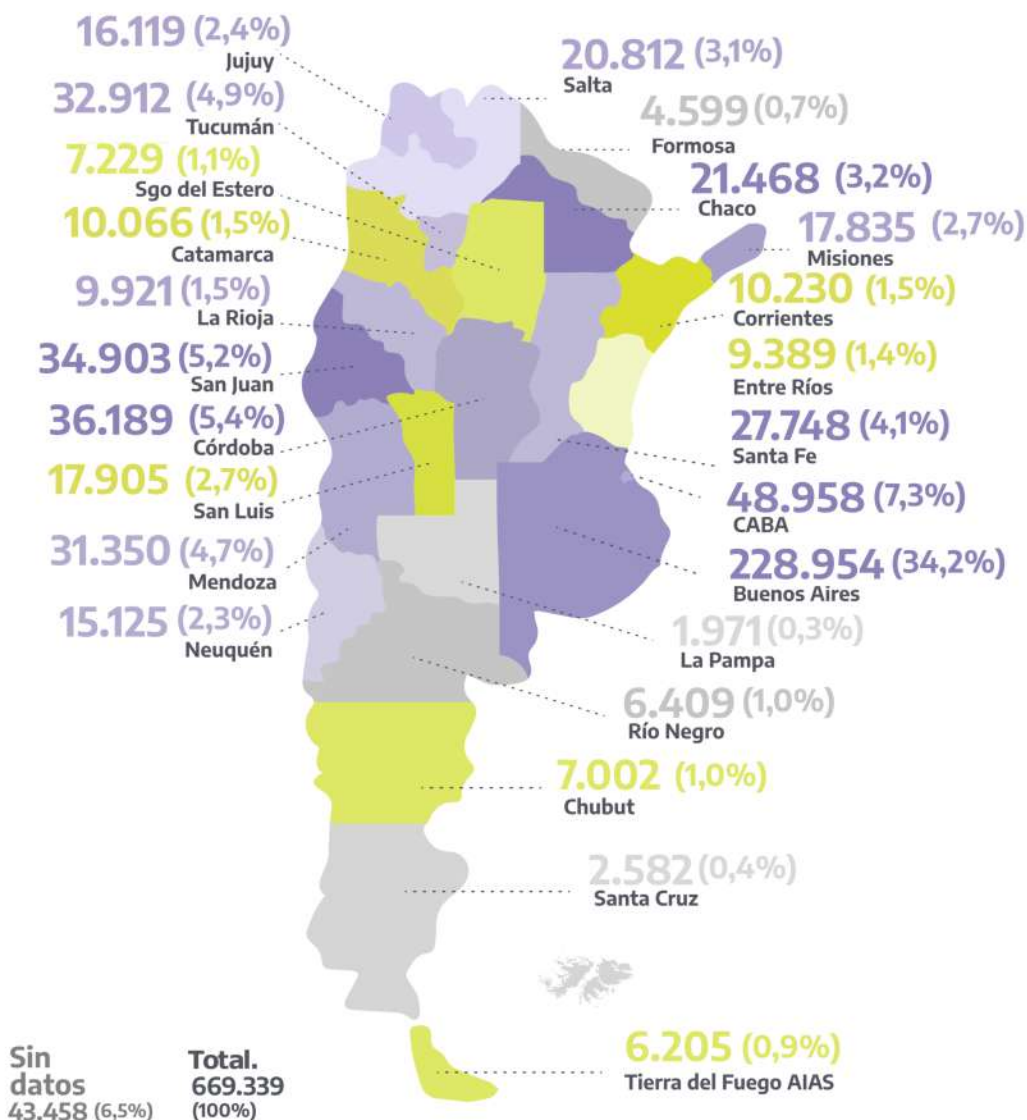 16.119 (2,4%)
Jujuy
32.912 (4,9%)
Tucumán
7.229 (1,1%)
Sgo del Estero
10.066 (1,5%)
Catamarca
9.921 (1,5%)
La Rioja
34.903 (5,2%)
San Juan
36.189 (5,4%)
Córdoba
17.905 (2,7%)
San Luis
31.350 (4,7%)
Mendoza
15.125 (2,3%)
Neuquén
20.812 (3,1%)
Salta
4.599 (0,7%)
Formosa
21.468 (3,2%)
Chaco
17.835 (2,7%)
Misiones
10.230 (1,5%)
Corrientes
9.389 (1,4%)
Entre Ríos
27.748 (4,1%)
Santa Fe
48.958 (7,3%)
CABA
228.954 (34,2%)
Buenos Aires
1.971 (0,3%)
La Pampa
6.409 (1,0%)
Río Negro
7.002 (1,0%)
Chubut
2.582 (0,4%)
Santa Cruz
6.205 (0,9%)
Tierra del Fuego AIAS
Sin
datos
43.458 (6,5%)
Total.
669.339
(100%)